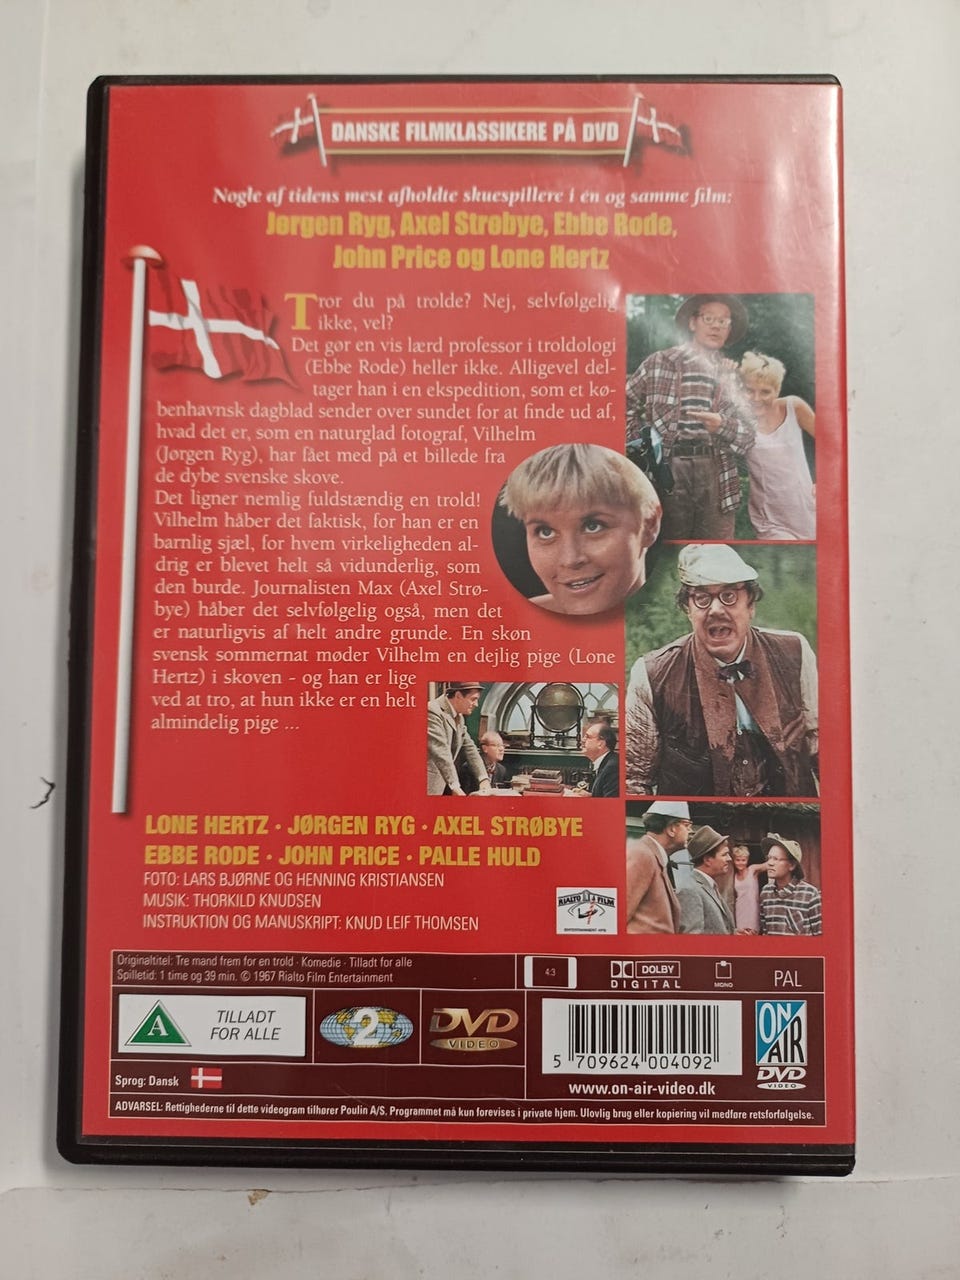 DANSKE FILMKLASSIKERE PÅ DVD
Nogle af tidens mest afholdte skuespillere i én og samme film:
Jørgen Ryg, Axel Strøbye, Ebbe Rode,
John Price og Lone Hertz
Tror du på trolde? Nej, selvfølgelig
ikke, vel?
Det gør en vis lærd professor i troldologi
(Ebbe Rode) heller ikke. Alligevel del-
tager han i en ekspedition, som et kø-
benhavnsk dagblad sender over sundet for at finde ud af,
hvad det er, som en naturglad fotograf, Vilhelm
(Jørgen Ryg), har fået med på et billede fra
de dybe svenske skove.
Det ligner nemlig fuldstændig en trold!
Vilhelm håber det faktisk, for han er en
barnlig sjæl, for hvem virkeligheden al-
drig er blevet helt så vidunderlig, som
den burde. Journalisten Max (Axel Strø-
bye) håber det selvfølgelig også, men det
er naturligvis af helt andre grunde. En skøn
svensk sommernat møder Vilhelm en dejlig pige (Lone
Hertz) i skoven - og han er lige
ved at tro, at hun ikke er en helt
almindelig pige ...
LONE HERTZ · JØRGEN RYG · AXEL STRØBYE
EBBE RODE · JOHN PRICE · PALLE HULD
FOTO: LARS BJØRNE OG HENNING KRISTIANSEN
MUSIK: THORKILD KNUDSEN
INSTRUKTION OG MANUSKRIPT: KNUD LEIF THOMSEN
RIALTO FILM
ENTERTAINMENT APS
Originaltitel: Tre mand frem for en trold · Komedie · Tilladt for alle
Spilletid: 1 time og 39 min. © 1967 Rialto Film Entertainment
4:3
DOLBY
DIGITAL
MONO
PAL
A
TILLADT
FOR ALLE
2
DVD
VIDEO
5 709624 004092
www.on-air-video.dk
ON
AIR
DVD
VIDEO
Sprog: Dansk
ADVARSEL: Rettighederne til dette videogram tilhører Poulin A/S. Programmet må kun forevises i private hjem. Ulovlig brug eller kopiering vil medføre retsforfølgelse.